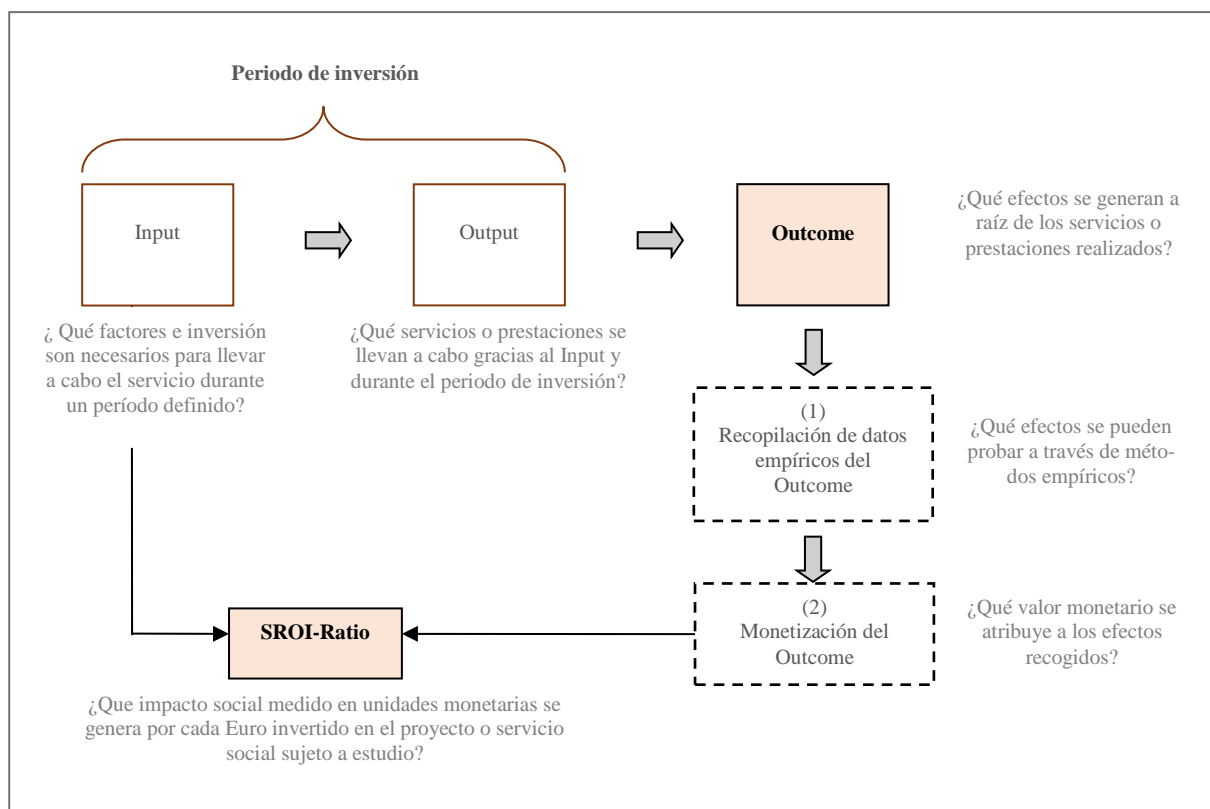 Periodo de inversión
Input
Output
Outcome
¿Qué efectos se generan a
raíz de los servicios o
prestaciones realizados?
¿ Qué factores e inversión
son necesarios para llevar
a cabo el servicio durante
un período definido?
¿Qué servicios o prestaciones se
llevan a cabo gracias al Input y
durante el periodo de inversión?
(1)
Recopilación de datos
empíricos del
Outcome
¿Qué efectos se pueden
probar a través de méto-
dos empíricos?
(2)
Monetización del
Outcome
¿Qué valor monetario se
atribuye a los efectos
recogidos?
SROI-Ratio
¿Que impacto social medido en unidades monetarias se
genera por cada Euro invertido en el proyecto o servicio
social sujeto a estudio?